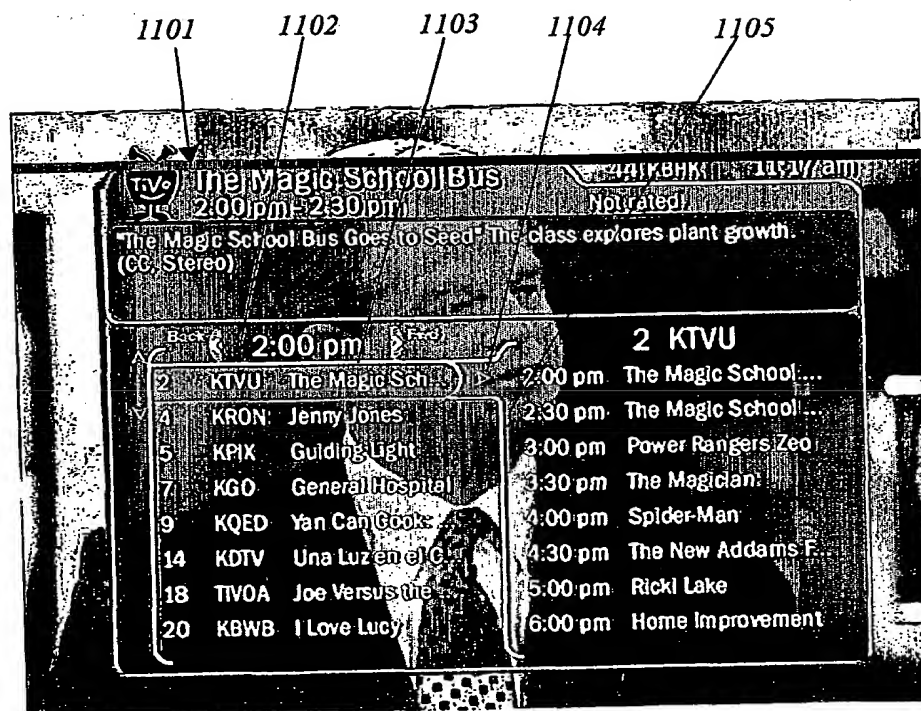 1101 1102 1103 1104 1105
TiVo The Magic School Bus 11:17 am
2:00 pm - 2:30 pm Not rated
"The Magic School Bus Goes to Seed" The class explores plant growth.
(CC, Stereo)
Back 2:00 pm Fwd
2 KTVU
2 KTVU The Magic Sch...
4 KRON Jenny Jones
5 KPIX Guiding Light
7 KGO General Hospital
9 KQED Yan Can Cook:
14 KDTV Una Luz en el C...
18 TIVOA Joe Versus the ...
20 KBWB I Love Lucy
2:00 pm The Magic School ...
2:30 pm The Magic School ...
3:00 pm Power Rangers Zeo
3:30 pm The Magician:
4:00 pm Spider-Man
4:30 pm The New Addams F...
5:00 pm Ricki Lake
6:00 pm Home Improvement